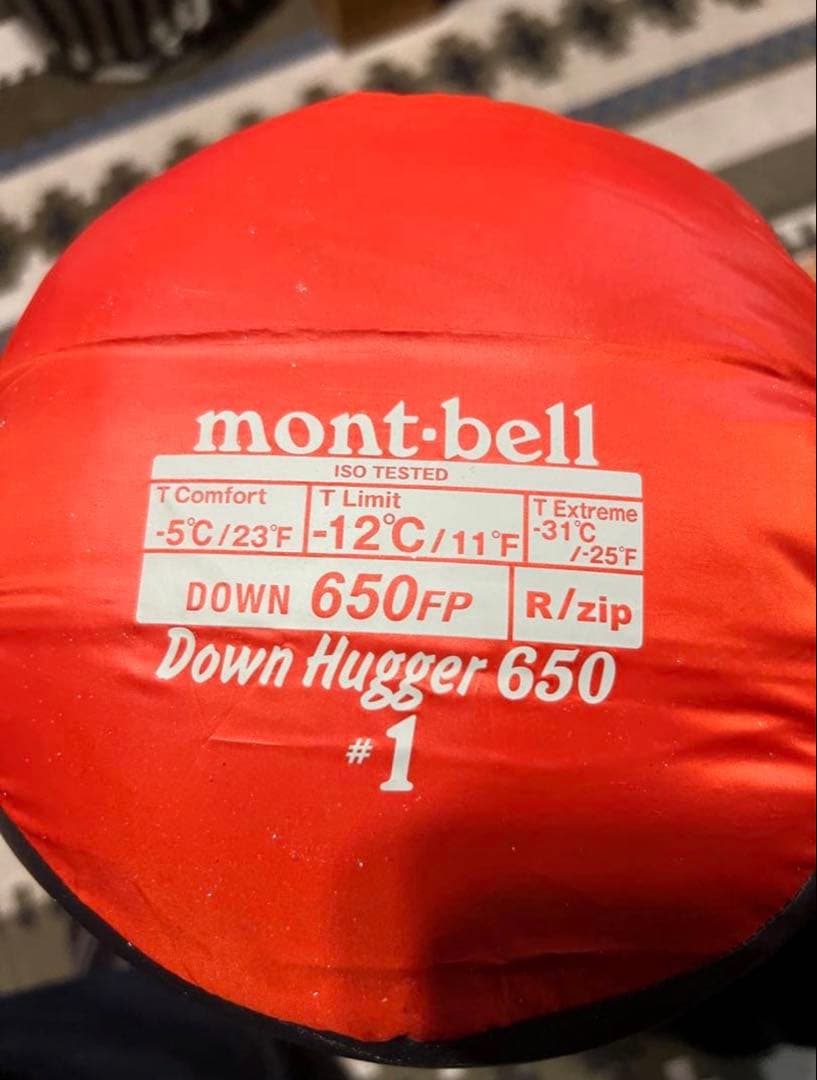 mont·bell
ISO TESTED
T Comfort
-5℃/23°F
T Limit
-12℃/11°F
T Extreme
-31℃
/-25°F
DOWN 650FP
R/zip
Down Hugger 650
#1